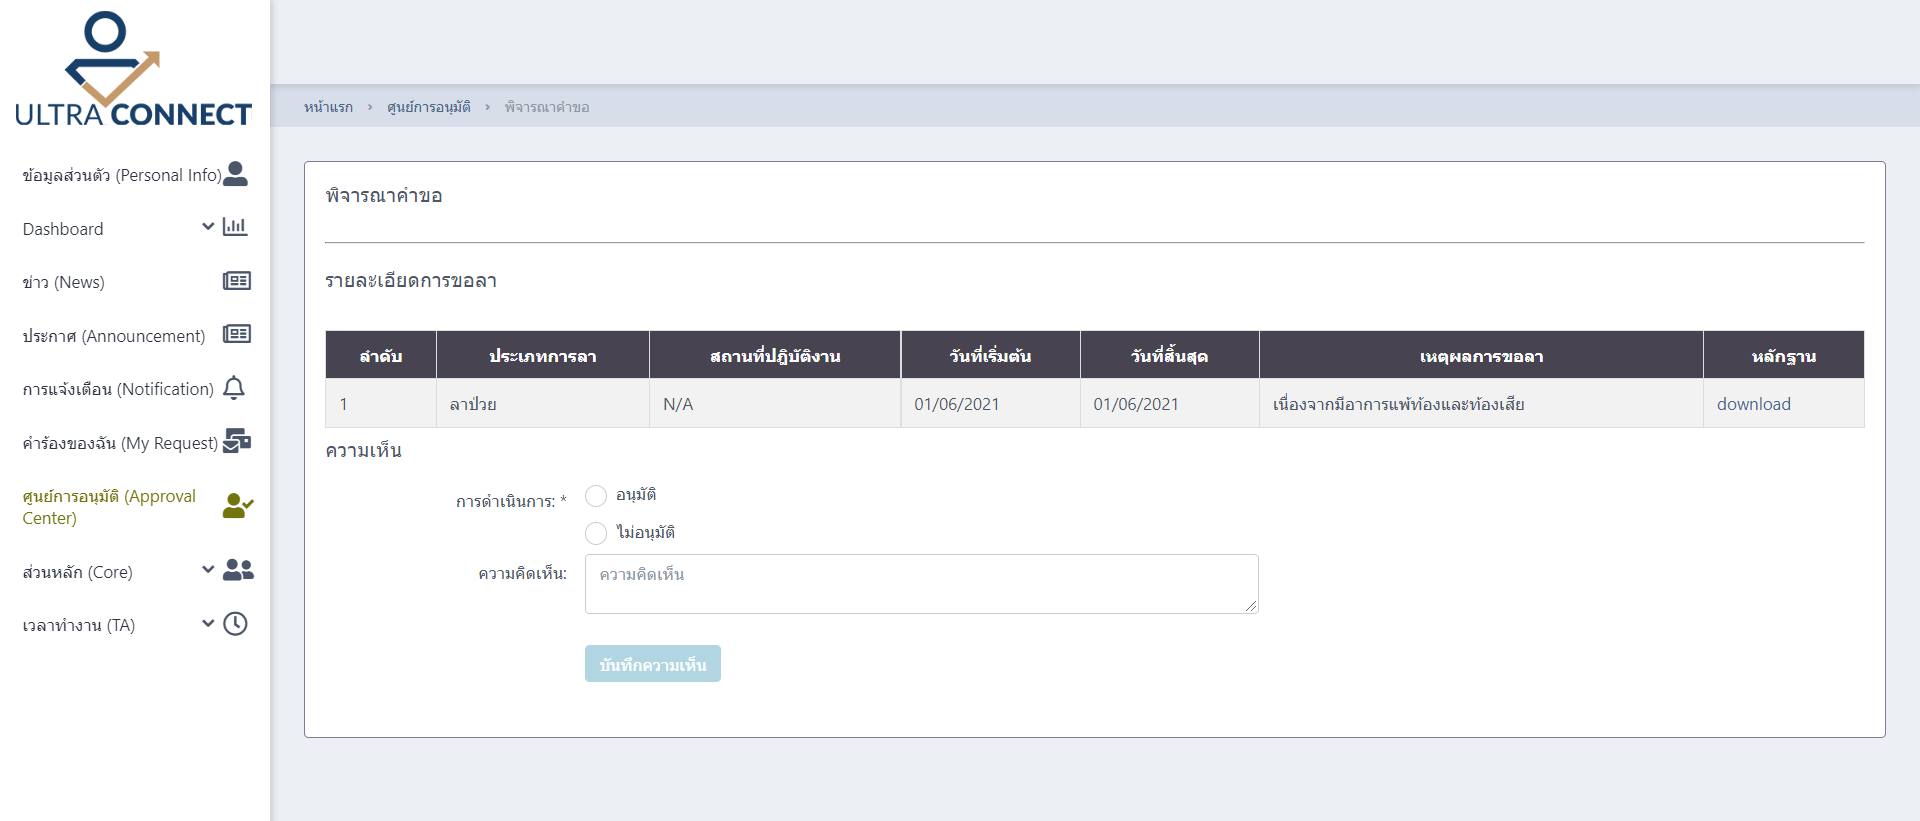 ULTRA CONNECT
ข้อมูลส่วนตัว (Personal Info)
Dashboard
ข่าว (News)
ประกาศ (Announcement)
การแจ้งเตือน (Notification)
คำร้องของฉัน (My Request)
ศูนย์การอนุมัติ (Approval
Center)
ส่วนหลัก (Core)
เวลาทำงาน (TA)
หน้าแรก › ศูนย์การอนุมัติ › พิจารณาคำขอ
พิจารณาคำขอ
รายละเอียดการขอลา
ลำดับ ประเภทการลา สถานที่ปฏิบัติงาน วันที่เริ่มต้น วันที่สิ้นสุด เหตุผลการขอลา หลักฐาน
1 ลาป่วย N/A 01/06/2021 01/06/2021 เนื่องจากมีอาการแพ้ท้องและท้องเสีย download
ความเห็น
การดำเนินการ: * อนุมัติ
ไม่อนุมัติ
ความคิดเห็น: ความคิดเห็น
บันทึกความเห็น